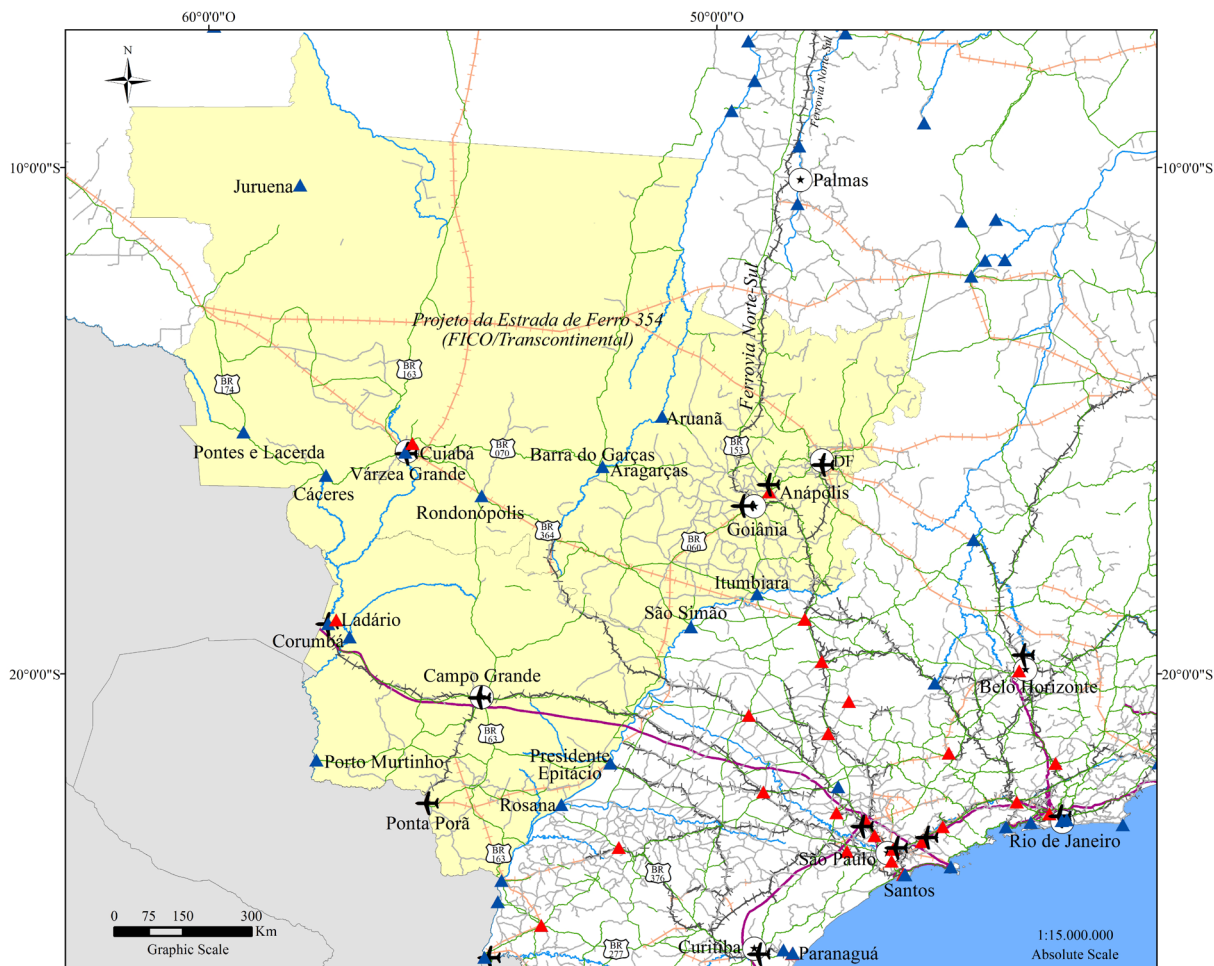 60°0'0"O
50°0'0"O
N
Ferrovia Norte-Sul
10°0'0"S
10°0'0"S
Palmas
Juruena
Ferrovia Norte-Sul
Projeto da Estrada de Ferro 354
(FICO/Transcontinental)
BR
163
BR
174
Aruanã
Pontes e Lacerda
Cuiabá
BR
070
Barra do Garças
BR
153
DF
Várzea Grande
Aragarças
Cáceres
Anápolis
Rondonópolis
Goiânia
BR
364
BR
060
Itumbiara
São Simão
Ladário
Corumbá
20°0'0"S
20°0'0"S
Campo Grande
Belo Horizonte
BR
163
Porto Murtinho
Presidente
Epitácio
Rosana
Ponta Porã
Rio de Janeiro
BR
163
São Paulo
BR
376
Santos
0 75 150 300
Km
Graphic Scale
BR
277
Curitiba
Paranaguá
1:15.000.000
Absolute Scale